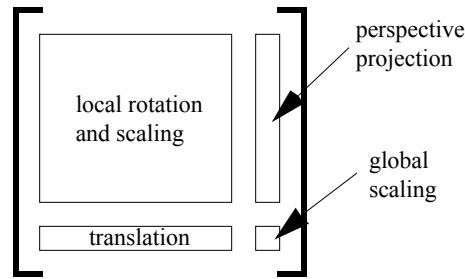 perspective
projection
local rotation
and scaling
global
scaling
translation